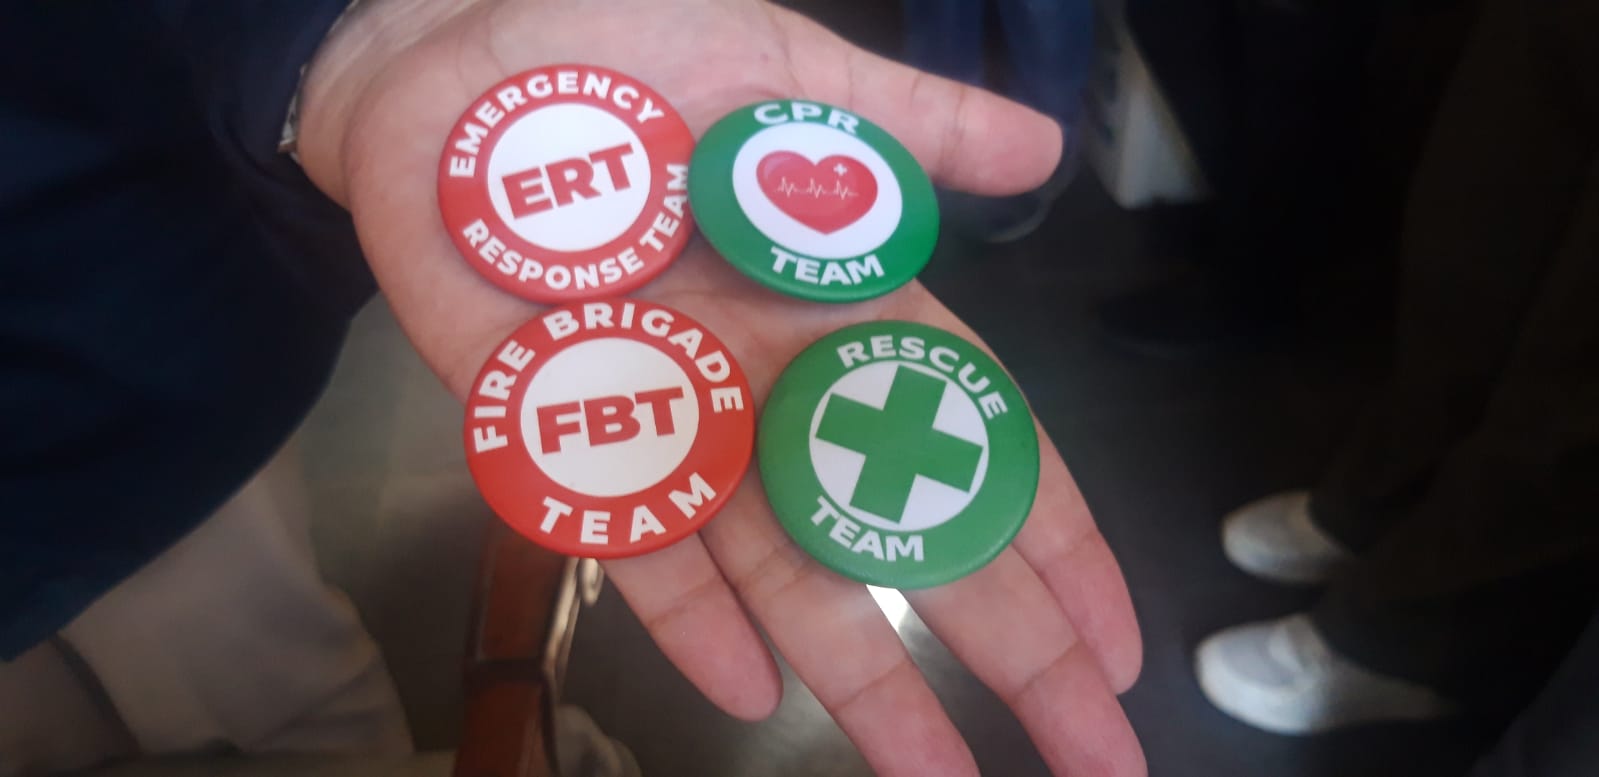 EMERGENCY
ERT
RESPONSE TEAM
CPR
TEAM
FIRE BRIGADE
FBT
TEAM
RESCUE
TEAM